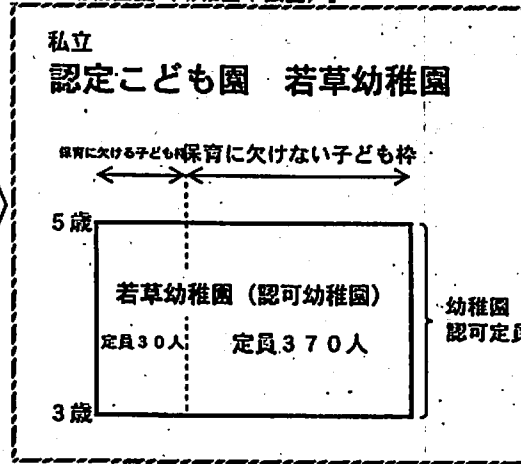 私立
認定こども園 若草幼稚園
保育に欠ける子ども枠 保育に欠けない子ども枠
5歳
若草幼稚園（認可幼稚園）
定員30人 定員370人
幼稚園
認可定員
3歳